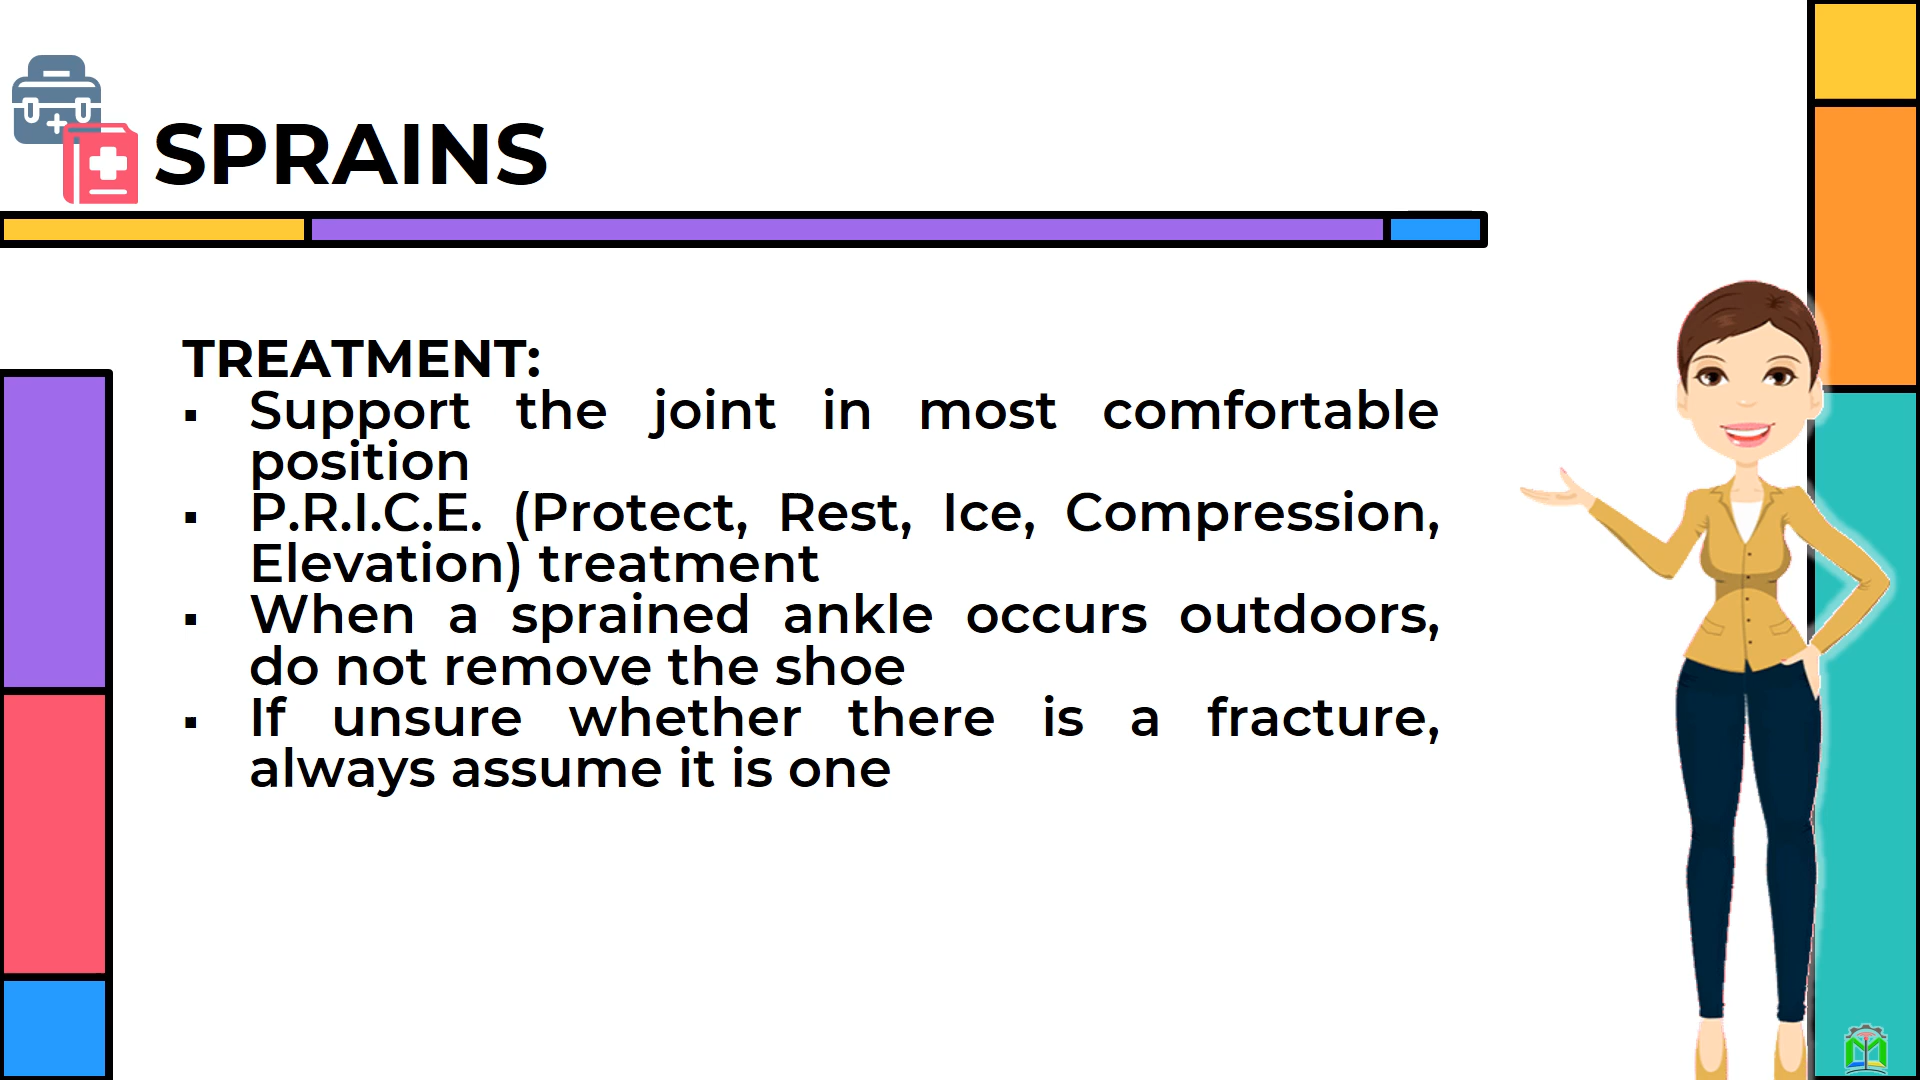 SPRAINS
TREATMENT:
▪ Support the joint in most comfortable
position
▪ P.R.I.C.E. (Protect, Rest, Ice, Compression,
Elevation) treatment
▪ When a sprained ankle occurs outdoors,
do not remove the shoe
▪ If unsure whether there is a fracture,
always assume it is one